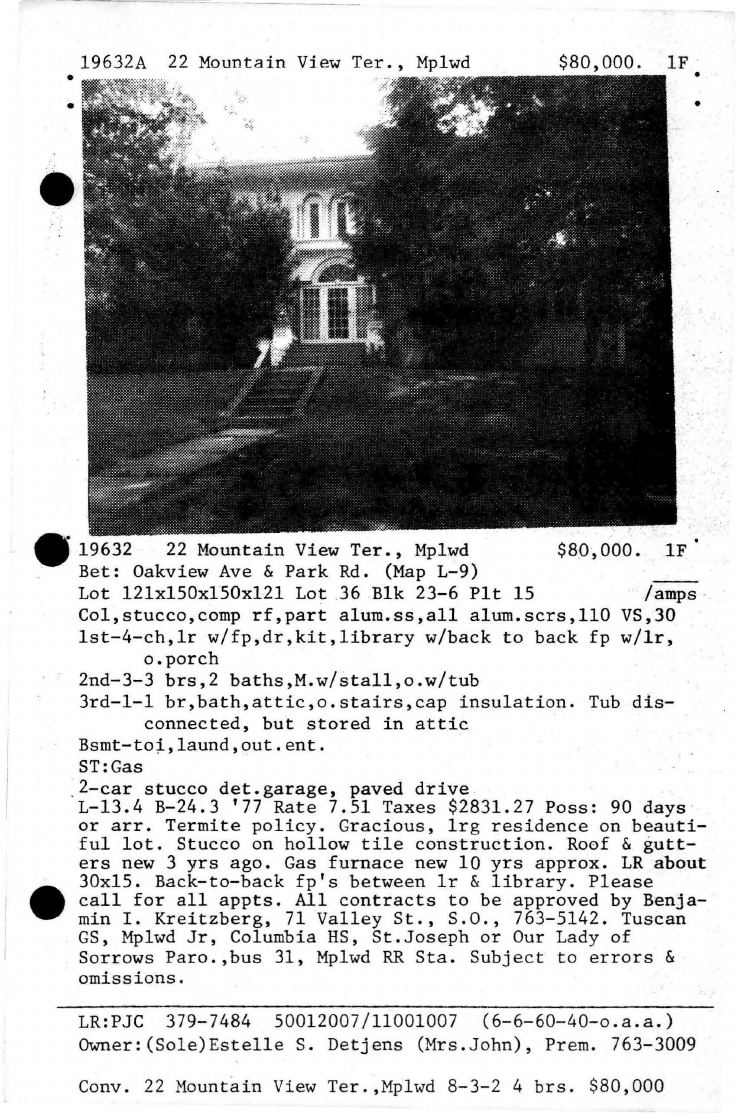 19632A 22 Mountain View Ter., Mplwd $80,000. 1F
19632 22 Mountain View Ter., Mplwd $80,000. 1F
Bet: Oakview Ave & Park Rd. (Map L-9)
Lot 121x150x150x121 Lot 36 Blk 23-6 Plt 15 /amps
Col,stucco,comp rf,part alum.ss,all alum.scrs,110 VS,30
1st-4-ch,lr w/fp,dr,kit,library w/back to back fp w/lr,
o.porch
2nd-3-3 brs,2 baths,M.w/stall,o.w/tub
3rd-1-1 br,bath,attic,o.stairs,cap insulation. Tub dis-
connected, but stored in attic
Bsmt-toi,laund,out.ent.
ST:Gas
2-car stucco det.garage, paved drive
L-13.4 B-24.3 '77 Rate 7.51 Taxes $2831.27 Poss: 90 days
or arr. Termite policy. Gracious, lrg residence on beauti-
ful lot. Stucco on hollow tile construction. Roof & gutt-
ers new 3 yrs ago. Gas furnace new 10 yrs approx. LR about
30x15. Back-to-back fp's between lr & library. Please
call for all appts. All contracts to be approved by Benja-
min I. Kreitzberg, 71 Valley St., S.O., 763-5142. Tuscan
GS, Mplwd Jr, Columbia HS, St.Joseph or Our Lady of
Sorrows Paro.,bus 31, Mplwd RR Sta. Subject to errors &
omissions.
LR:PJC 379-7484 50012007/11001007 (6-6-60-40-o.a.a.)
Owner:(Sole)Estelle S. Detjens (Mrs.John), Prem. 763-3009
Conv. 22 Mountain View Ter.,Mplwd 8-3-2 4 brs. $80,000